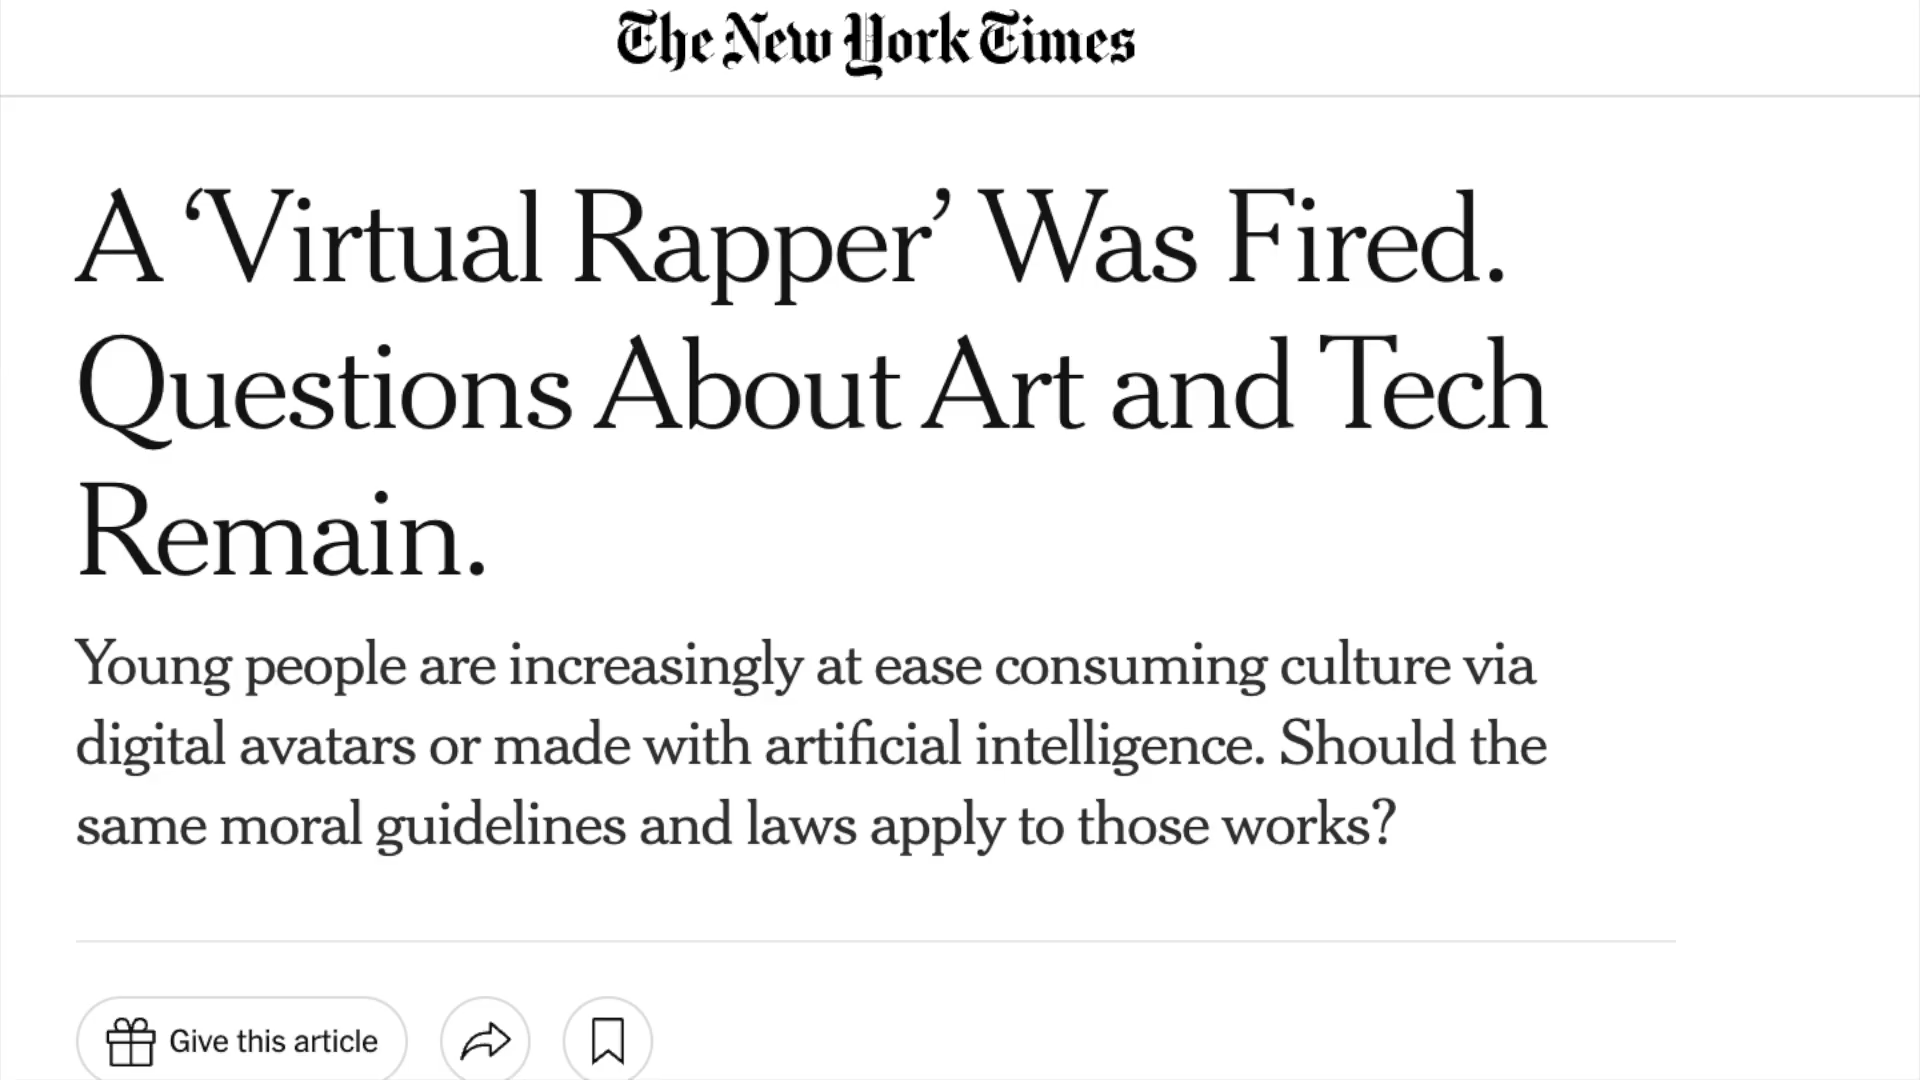 The New York Times
A ‘Virtual Rapper’ Was Fired.
Questions About Art and Tech
Remain.
Young people are increasingly at ease consuming culture via
digital avatars or made with artificial intelligence. Should the
same moral guidelines and laws apply to those works?
Give this article